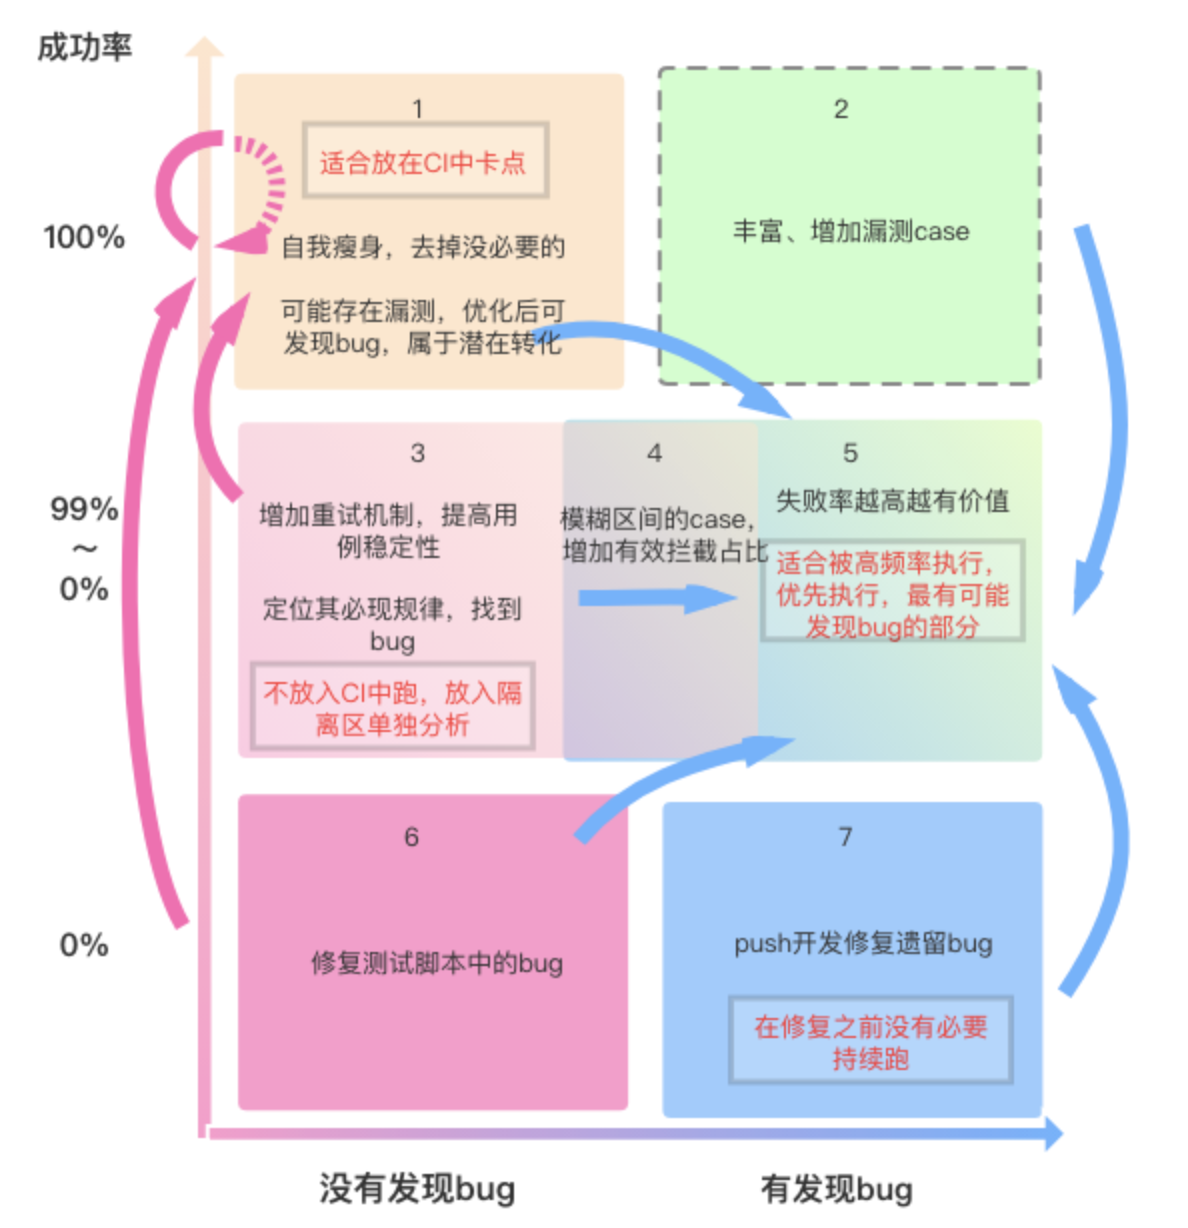 成功率
1
适合放在CI中卡点
自我瘦身，去掉没必要的
可能存在漏测，优化后可
发现bug，属于潜在转化
2
丰富、增加漏测case
100%
3
增加重试机制，提高用
例稳定性
定位其必现规律，找到
bug
不放入CI中跑，放入隔
离区单独分析
4
模糊区间的case，
增加有效拦截占比
5
失败率越高越有价值
适合被高频率执行，
优先执行，最有可能
发现bug的部分
99%
～
0%
6
修复测试脚本中的bug
7
push开发修复遗留bug
在修复之前没有必要
持续跑
0%
没有发现bug
有发现bug